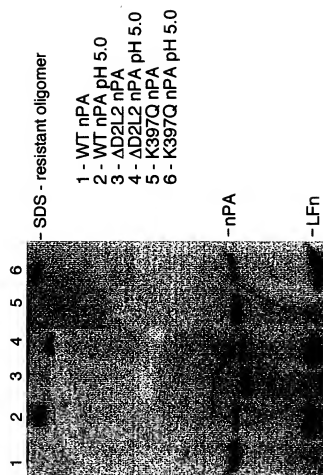 1 2 3 4 5 6
– SDS - resistant oligomer
1 - WT nPA
2 - WT nPA pH 5.0
3 - ΔD2L2 nPA
4 - ΔD2L2 nPA pH 5.0
5 - K397Q nPA
6 - K397Q nPA pH 5.0
– nPA
– LFn